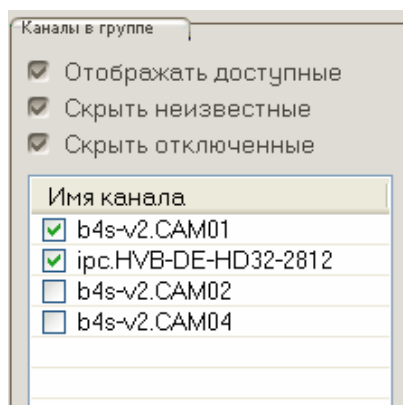 Каналы в группе
Отображать доступные
Скрыть неизвестные
Скрыть отключенные
Имя канала
b4s-v2.CAM01
ipc.HVB-DE-HD32-2812
b4s-v2.CAM02
b4s-v2.CAM04